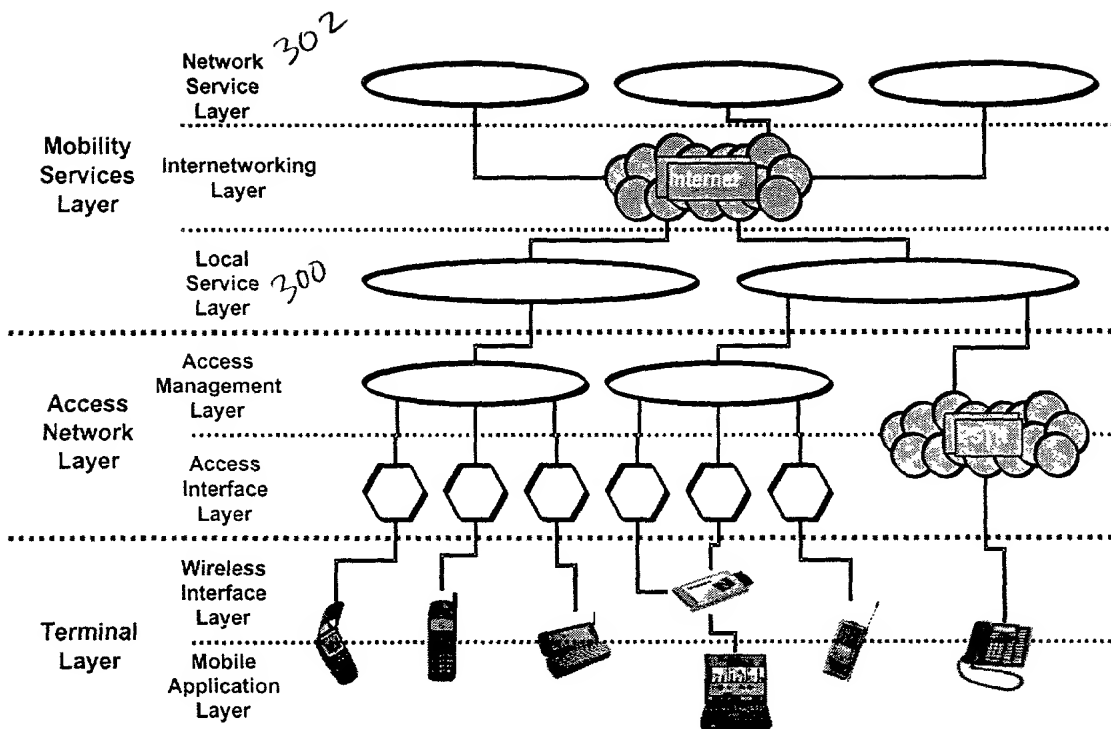 Network
Service
Layer
302
Mobility
Services
Layer
Internetworking
Layer
Internet
Local
Service
Layer
300
Access
Network
Layer
Access
Management
Layer
Access
Interface
Layer
Terminal
Layer
Wireless
Interface
Layer
Mobile
Application
Layer